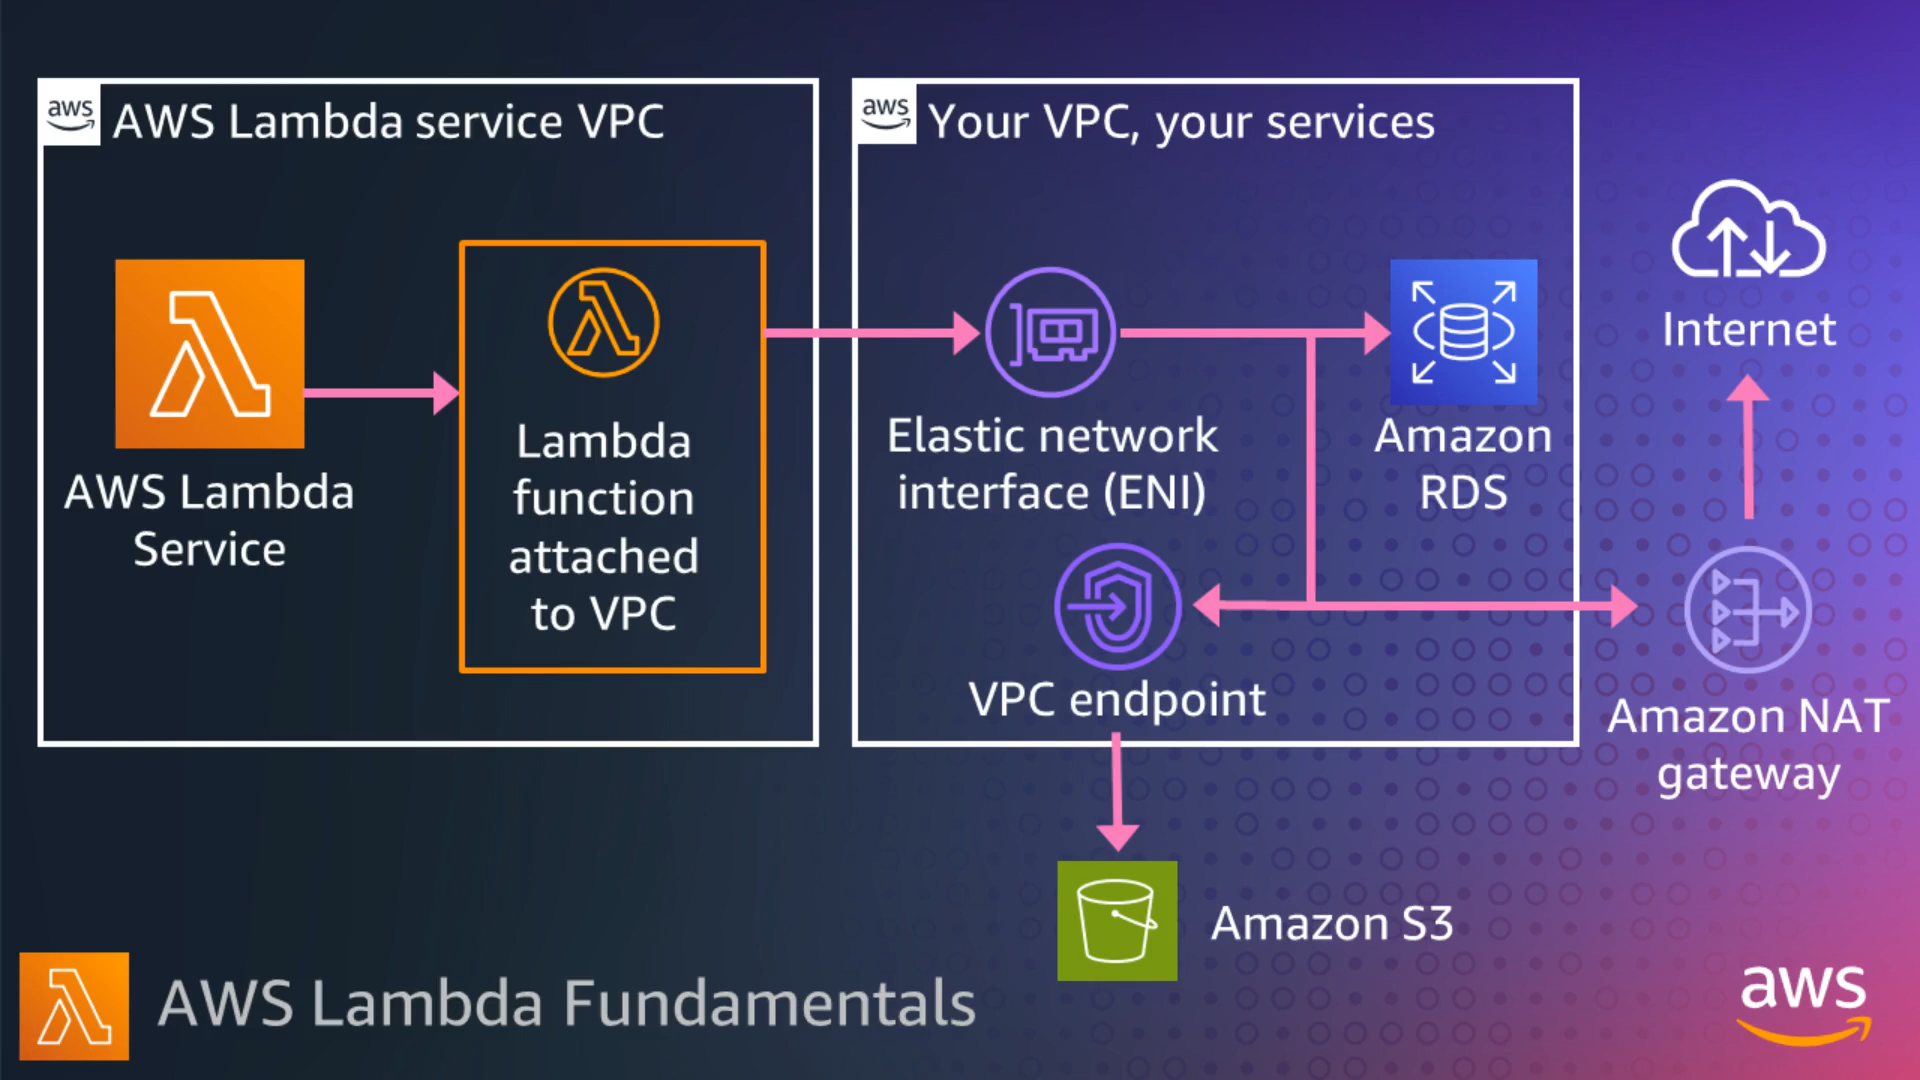 aws
AWS Lambda service VPC
aws
Your VPC, your services
AWS Lambda
Service
Lambda
function
attached
to VPC
Elastic network
interface (ENI)
Amazon
RDS
Internet
VPC endpoint
Amazon NAT
gateway
Amazon S3
AWS Lambda Fundamentals
aws